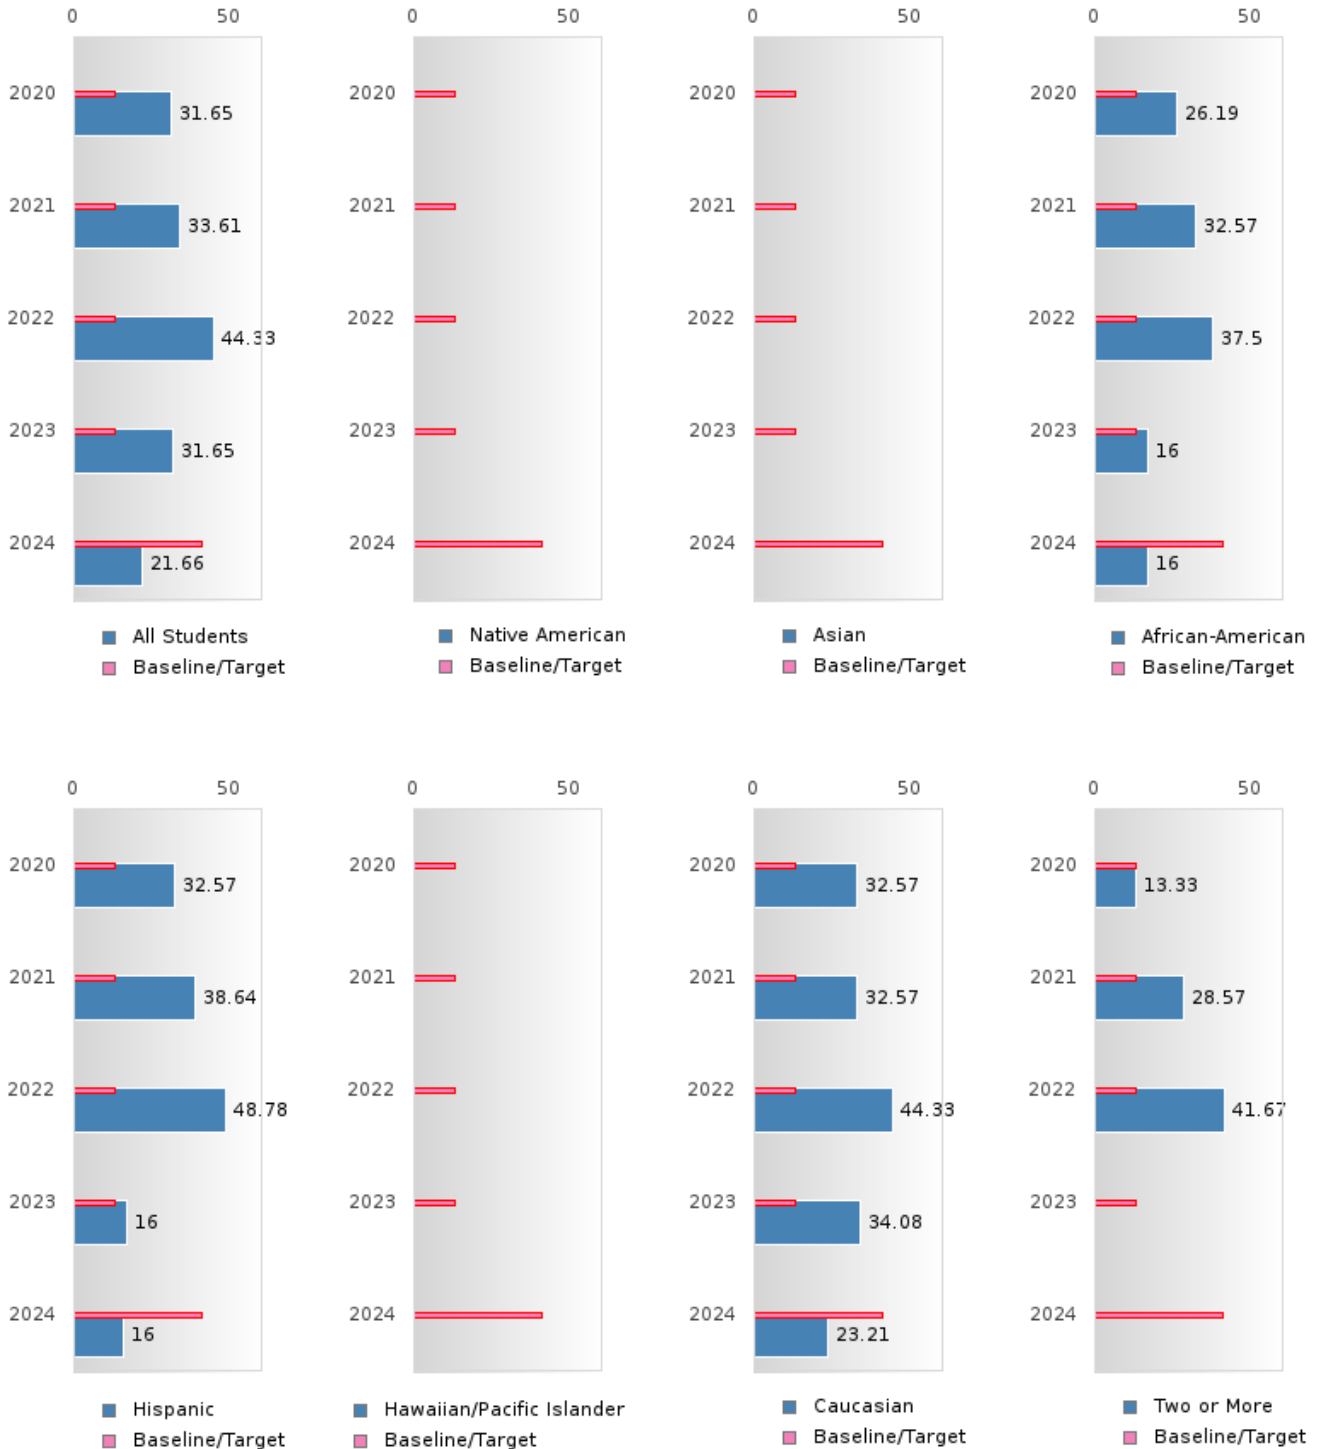 0 50 0 50 0 50 0 50
2020 31.65 2020 2020 2020 26.19
2021 33.61 2021 2021 2021 32.57
2022 44.33 2022 2022 2022 37.5
2023 31.65 2023 2023 2023 16
2024 21.66 2024 2024 2024 16
All Students Native American Asian African-American
Baseline/Target Baseline/Target Baseline/Target Baseline/Target
0 50 0 50 0 50 0 50
2020 32.57 2020 2020 32.57 2020 13.33
2021 38.64 2021 2021 32.57 2021 28.57
2022 48.78 2022 2022 44.33 2022 41.67
2023 16 2023 2023 34.08 2023
2024 16 2024 2024 23.21 2024
Hispanic Hawaiian/Pacific Islander Caucasian Two or More
Baseline/Target Baseline/Target Baseline/Target Baseline/Target